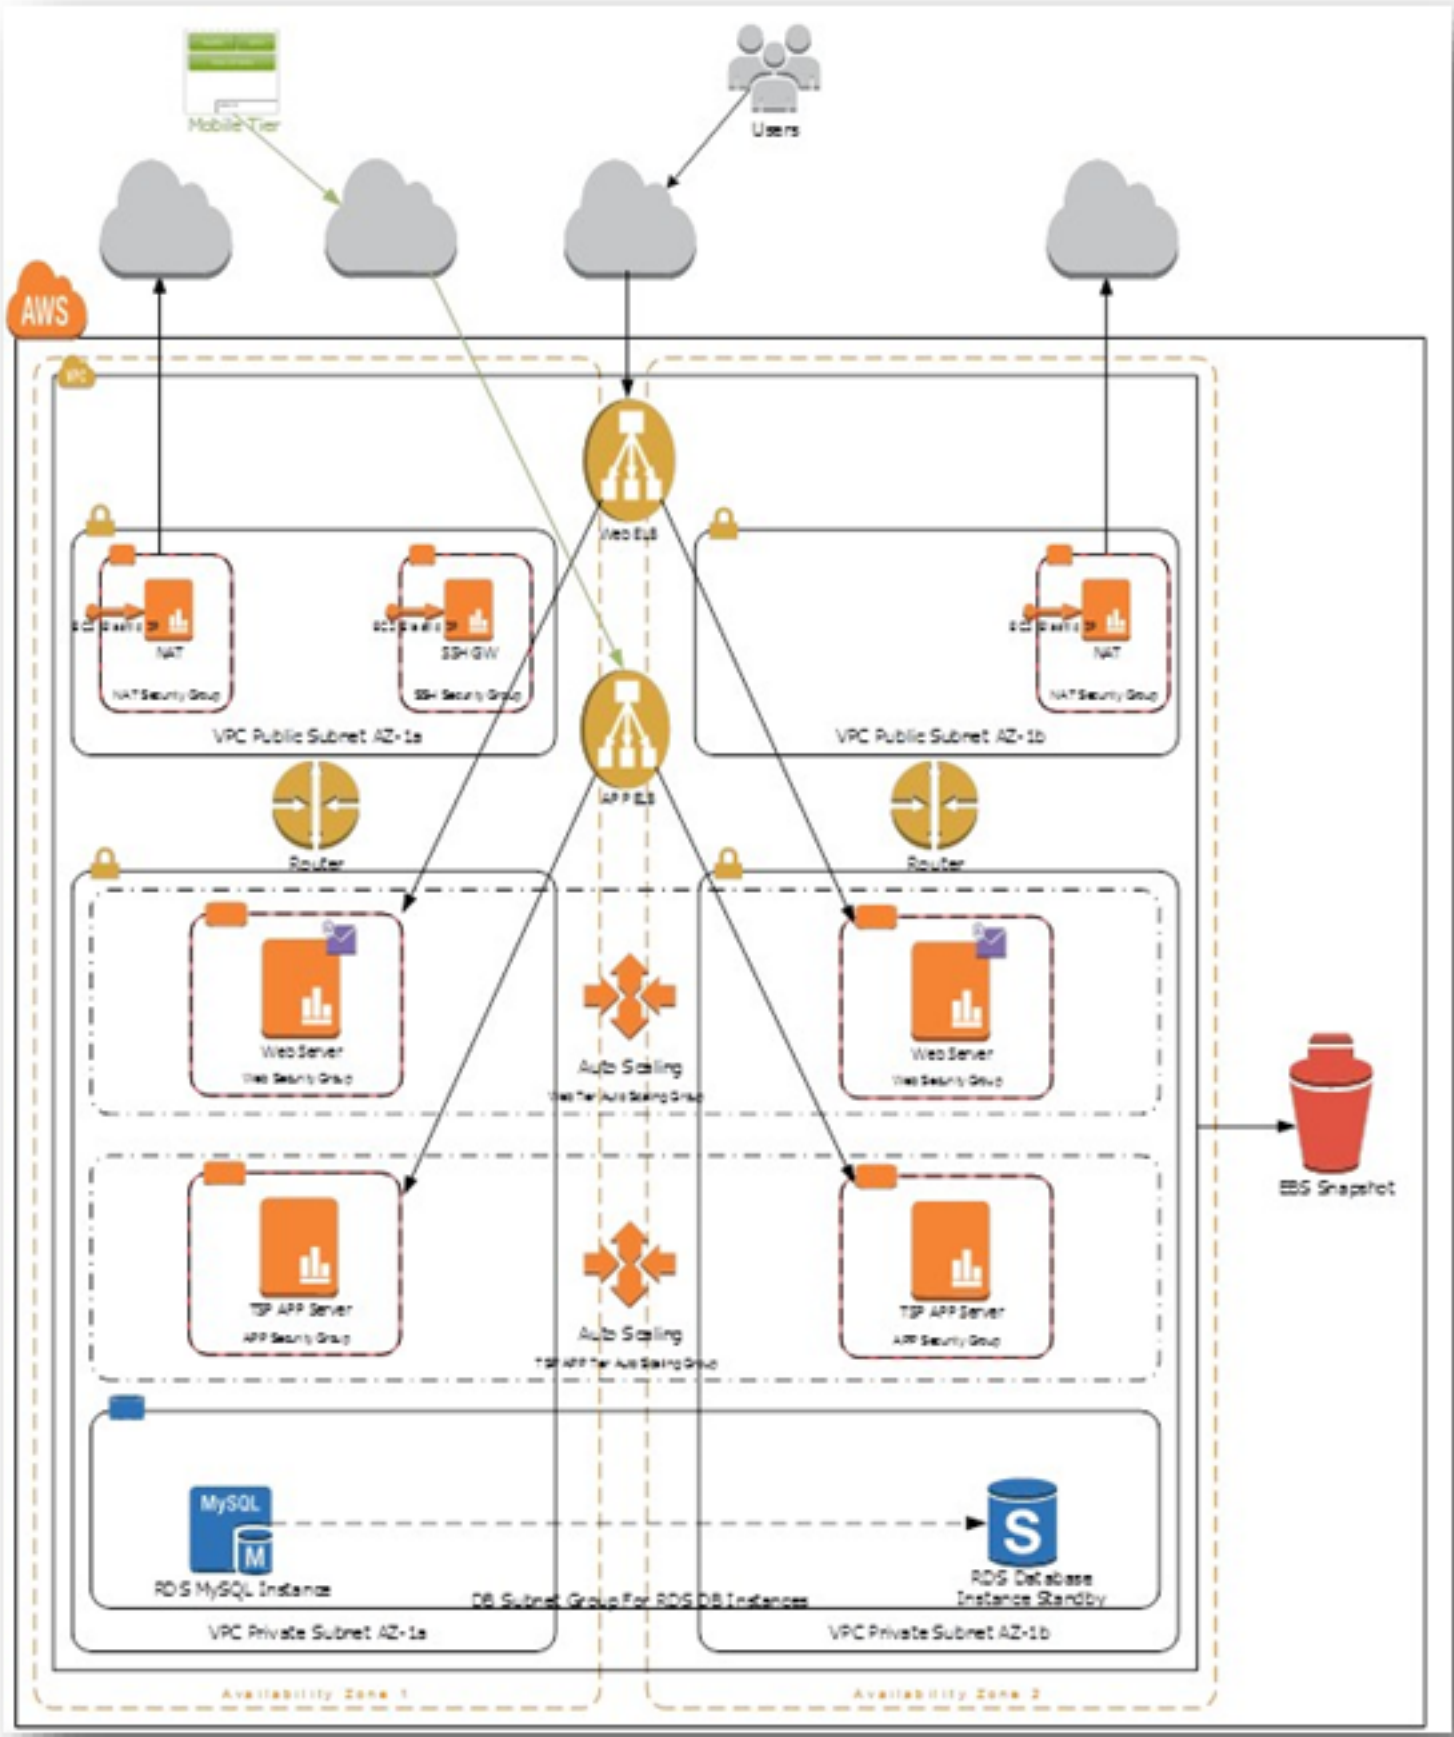 Mobile Tier
Users
AWS
VPC
Web ELB
NAT
NAT Security Group
SSH GW
SSH Security Group
VPC Public Subnet AZ-1a
NAT
NAT Security Group
VPC Public Subnet AZ-1b
APP ELB
Router
Router
Web Server
Web Security Group
Auto Scaling
Web Tier Auto Scaling Group
Web Server
Web Security Group
EBS Snapshot
TSP APP Server
APP Security Group
Auto Scaling
TSP APP Tier Auto Scaling Group
TSP APP Server
APP Security Group
MySQL
M
RDS MySQL Instance
S
RDS Database
Instance Standby
DB Subnet Group For RDS DB Instances
VPC Private Subnet AZ-1a
VPC Private Subnet AZ-1b
Availability Zone 1
Availability Zone 2